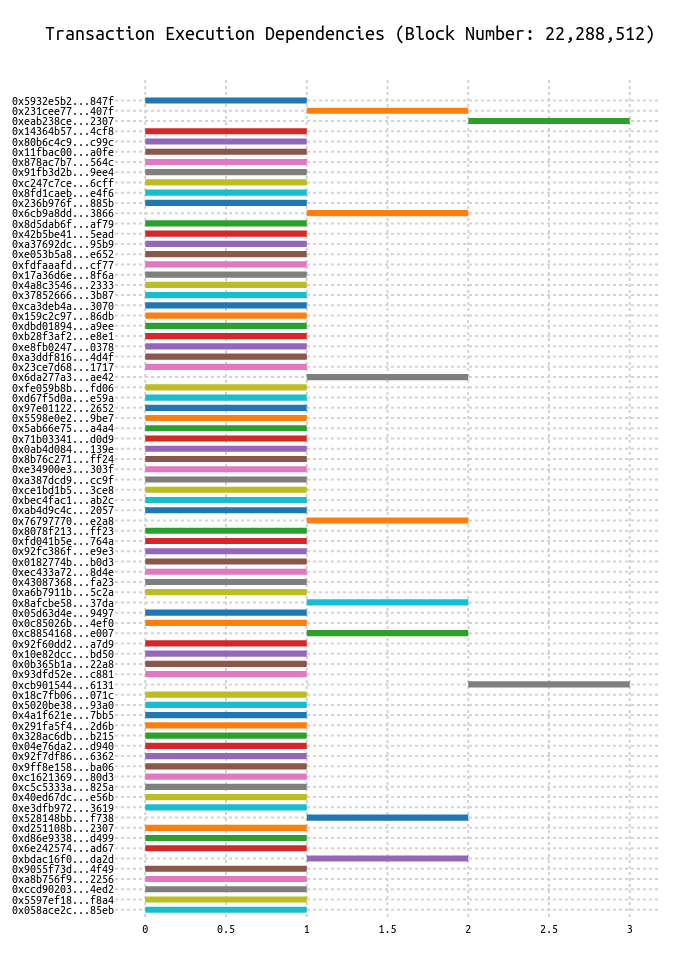 Transaction Execution Dependencies (Block Number: 22,288,512)
0x5932e5b2...847f
0x231cee77...407f
0xeab238ce...2307
0x14364b57...4cf8
0x80b6c4c9...c99c
0x11fbac00...a0fe
0x878ac7b7...564c
0x91fb3d2b...9ee4
0xc247c7ce...6cff
0x8fd1caeb...e4f6
0x236b976f...885b
0x6cb9a8dd...3866
0x8d5dab6f...af79
0x42b5be41...5ead
0xa37692dc...95b9
0xe053b5a8...e652
0xfdfaaafd...cf77
0x17a36d6e...8f6a
0x4a8c3546...2333
0x37852666...3b87
0xca3deb4a...3070
0x159c2c97...86db
0xdbd01894...a9ee
0xb28f3af2...e8e1
0xe8fb0247...0378
0xa3ddf816...4d4f
0x23ce7d68...1717
0x6da277a3...ae42
0xfe059b8b...fd06
0xd67f5d0a...e59a
0x97e01122...2652
0x5598e0e2...9be7
0x5ab66e75...a4a4
0x71b03341...d0d9
0x0ab4d084...139e
0x8b76c271...ff24
0xe34900e3...303f
0xa387dcd9...cc9f
0xce1bd1b5...3ce8
0xbec4fac1...ab2c
0xab4d9c4c...2057
0x76797770...e2a8
0x8078f213...ff23
0xfd041b5e...764a
0x92fc386f...e9e3
0x0182774b...b0d3
0xec433a72...8d4e
0x43087368...fa23
0xa6b7911b...5c2a
0x8afcbe58...37da
0x05d63d4e...9497
0x0c85026b...4ef0
0xc8854168...e007
0x92f60dd2...a7d9
0x10e82dcc...bd50
0x0b365b1a...22a8
0x93dfd52e...c881
0xcb901544...6131
0x18c7fb06...071c
0x5020be38...93a0
0x4a1f621e...7bb5
0x291fa5f4...2d6b
0x328ac6db...b215
0x04e76da2...d940
0x92f7df86...6362
0x9ff8e158...ba06
0xc1621369...80d3
0xc5c5333a...825a
0x40ed67dc...e56b
0xe3dfb972...3619
0x528148bb...f738
0xd251108b...2307
0xd86e9338...d499
0x6e242574...ad67
0xbdac16f0...da2d
0x9055f73d...4f49
0xa8b756f9...2256
0xccd90203...4ed2
0x5597ef18...f8a4
0x058ace2c...85eb
0 0.5 1 1.5 2 2.5 3